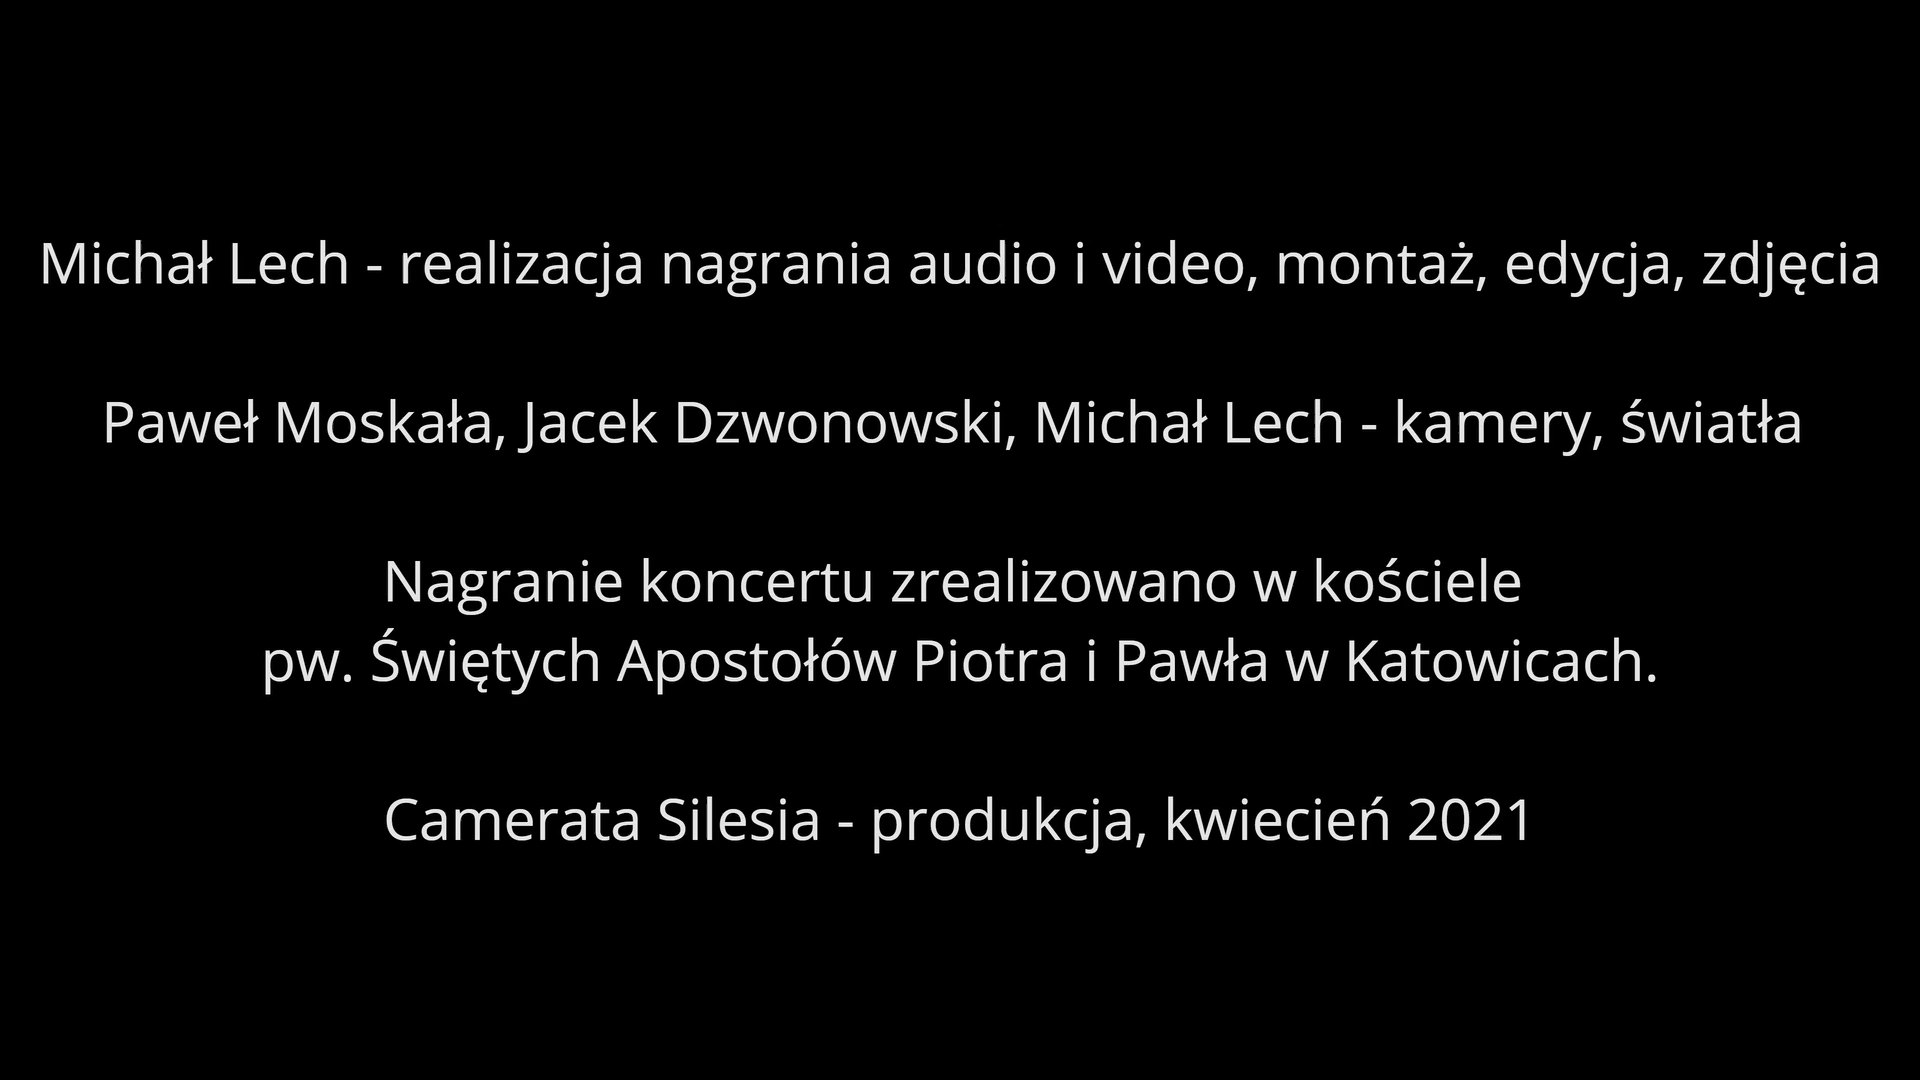 Michał Lech - realizacja nagrania audio i video, montaż, edycja, zdjęcia
Paweł Moskała, Jacek Dzwonowski, Michał Lech - kamery, światła
Nagranie koncertu zrealizowano w kościele
pw. Świętych Apostołów Piotra i Pawła w Katowicach.
Camerata Silesia - produkcja, kwiecień 2021